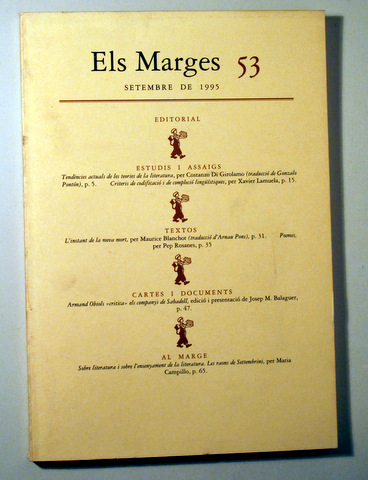 Els Marges 53
SETEMBRE DE 1995
EDITORIAL
ESTUDIS I ASSAIGS
Tendències actuals de les teories de la literatura, per Costanzo Di Girolamo (traducció de Gonzalo
Pontón), p. 5. Criteris de codificació i de compleció lingüístiques, per Xavier Lamuela, p. 15.
TEXTOS
L'instant de la meva mort, per Maurice Blanchot (traducció d'Arnau Pons), p. 31. Poemes,
per Pep Rosanes, p. 35
CARTES I DOCUMENTS
Armand Obiols «critita» els companys de Sabadell, edició i presentació de Josep M. Balaguer,
p. 47.
AL MARGE
Sobre literatura i sobre l'ensenyament de la literatura. Les raons de Setembrini, per Maria
Campillo, p. 65.